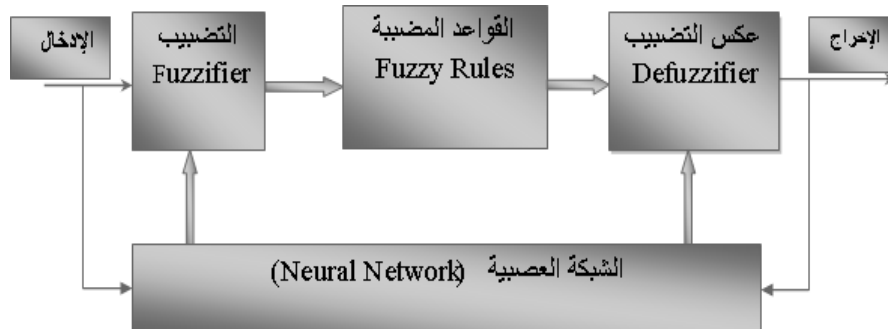 الإدخال
التضبيب
Fuzzifier
القواعد المضببة
Fuzzy Rules
عكس التضبيب
Defuzzifier
الإخراج
الشبكة العصبية (Neural Network)